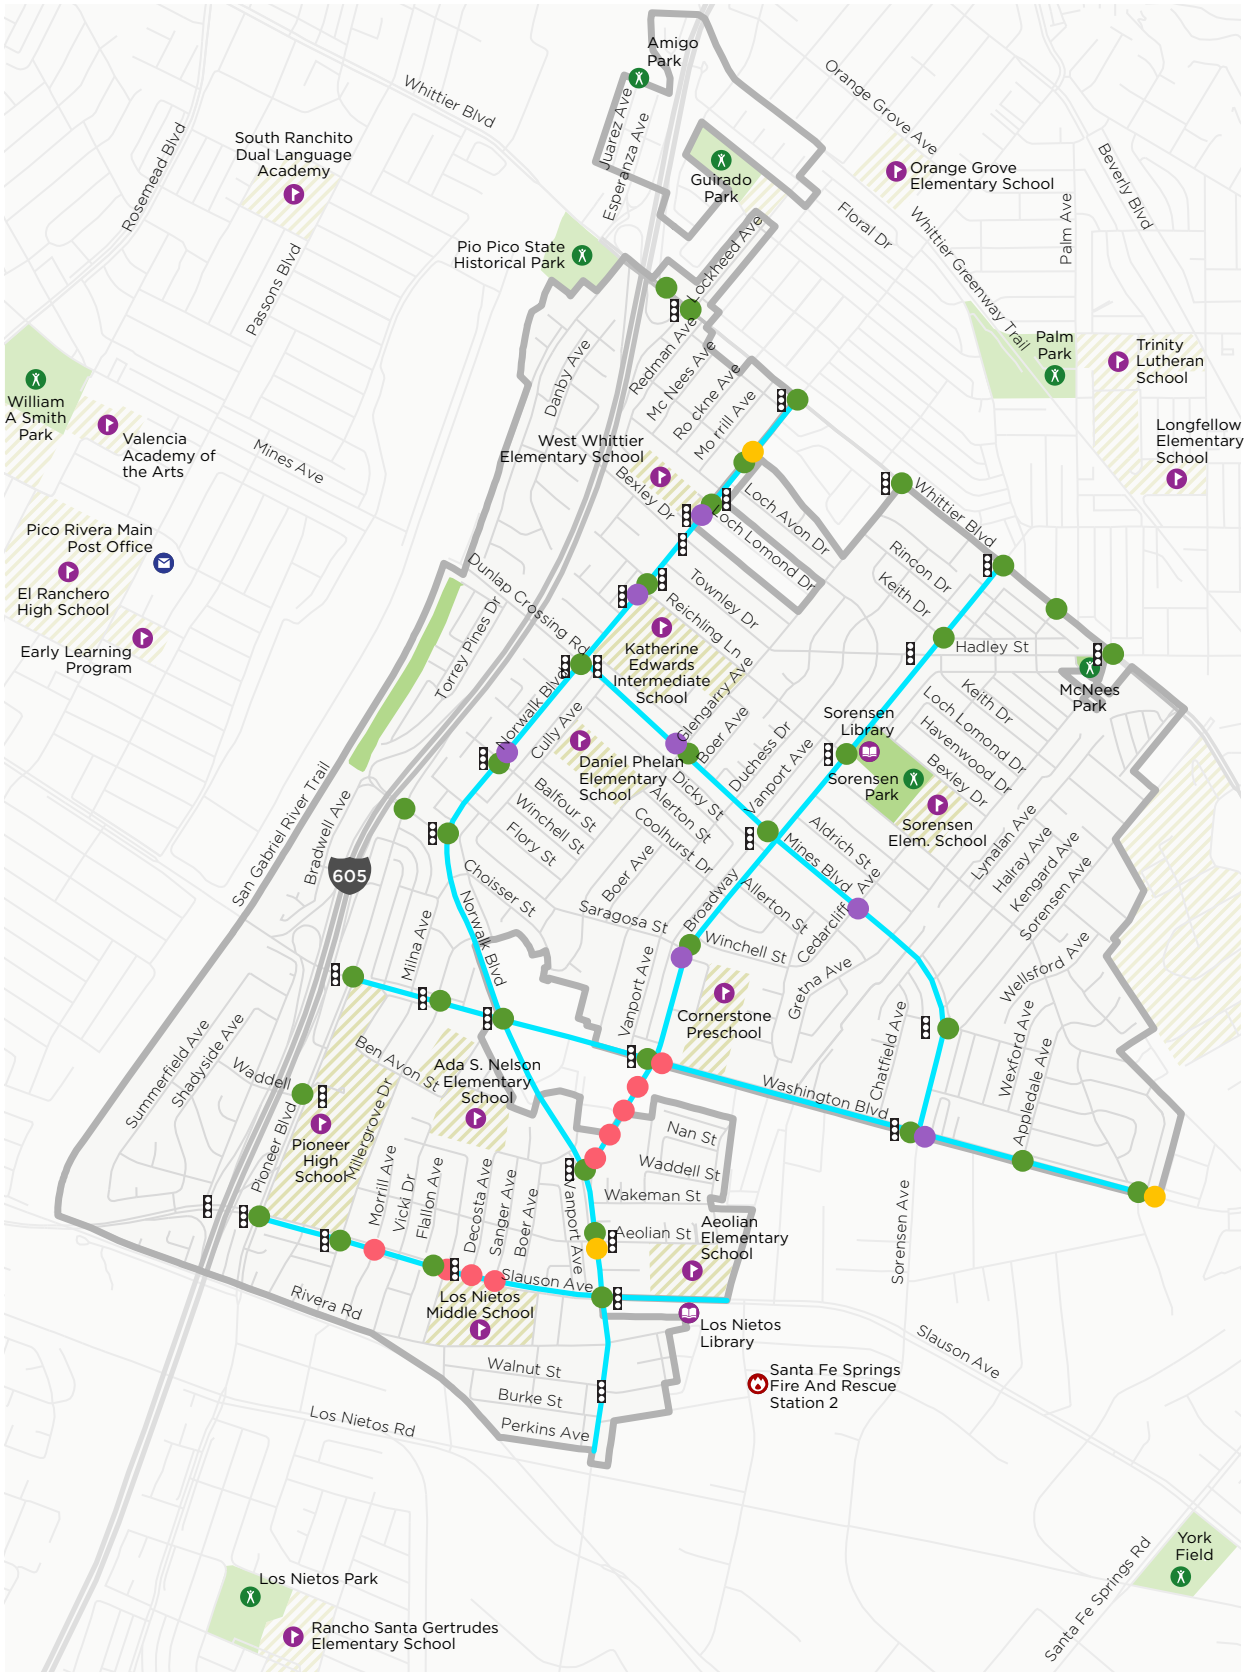 Amigo
Park
Whittier Blvd
Orange Grove Ave
Juarez Ave
Esperanza Ave
Rosemead Blvd
South Ranchito
Dual Language
Academy
Guirado
Park
Orange Grove
Elementary School
Beverly Blvd
Palm Ave
Floral Dr
Whittier Greenway Trail
Pio Pico State
Historical Park
Passons Blvd
Lockheed Ave
Redman Ave
Mc Nees Ave
Ro ckne Ave
Mo rrill Ave
Danby Ave
Palm
Park
Trinity
Lutheran
School
William
A Smith
Park
Valencia
Academy of
the Arts
Mines Ave
West Whittier
Elementary School
Longfellow
Elementary
School
Bexley Dr
Loch Avon Dr
Loch Lomond Dr
Whittier Blvd
Pico Rivera Main
Post Office
El Ranchero
High School
Early Learning
Program
Dunlap Crossing Rd
Torrey Pines Dr
Townley Dr
Reichling Ln
Rincon Dr
Keith Dr
Hadley St
Katherine
Edwards
Intermediate
School
Glengarry Ave
McNees
Park
Norwalk Blvd
Cully Ave
Boer Ave
Duchess Dr
Vanport Ave
Sorensen
Library
Keith Dr
Loch Lomond Dr
Havenwood Dr
Bexley Dr
Daniel Phelan
Elementary
School
Sorensen
Park
Sorensen
Elem. School
San Gabriel River Trail
Bradwell Ave
605
Balfour St
Winchell St
Flory St
Dicky St
Alerton St
Coolhurst Dr
Boer Ave
Aldrich St
Mines Blvd
Lynalan Ave
Halray Ave
Kengard Ave
Sorensen Ave
Choisser St
Norwalk Blvd
Saragosa St
Broadway
Allerton St
Cedarcliff Ave
Winchell St
Gretna Ave
Wellsford Ave
Milna Ave
Vanport Ave
Cornerstone
Preschool
Summerfield Ave
Shadyside Ave
Waddell
Ben Avon St
Ada S. Nelson
Elementary
School
Washington Blvd
Chatfield Ave
Wexford Ave
Appledale Ave
Pioneer Blvd
Pioneer
High
School
Millergrove Dr
Morrill Ave
Vicki Dr
Flallon Ave
Decosta Ave
Sanger Ave
Boer Ave
Vanport Ave
Nan St
Waddell St
Wakeman St
Aeolian St
Aeolian
Elementary
School
Sorensen Ave
Slauson Ave
Rivera Rd
Los Nietos
Middle School
Los Nietos
Library
Slauson Ave
Walnut St
Burke St
Perkins Ave
Santa Fe Springs
Fire And Rescue
Station 2
Los Nietos Rd
York
Field
Santa Fe Springs Rd
Los Nietos Park
Rancho Santa Gertrudes
Elementary School